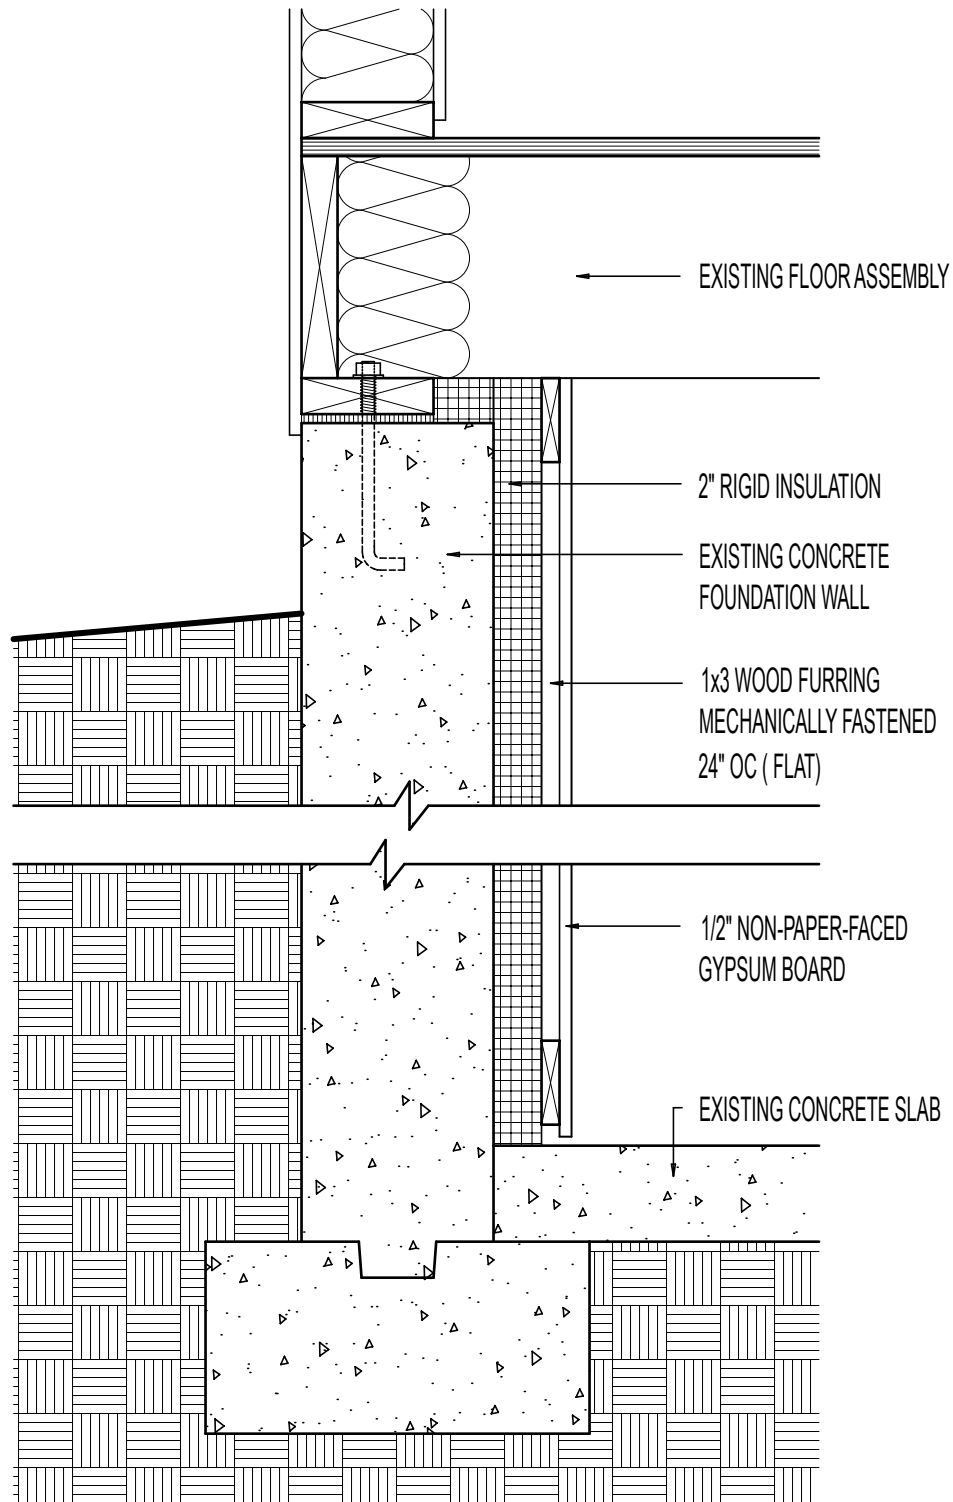 EXISTING FLOOR ASSEMBLY
2" RIGID INSULATION
EXISTING CONCRETE
FOUNDATION WALL
1x3 WOOD FURRING
MECHANICALLY FASTENED
24" OC ( FLAT)
1/2" NON-PAPER-FACED
GYPSUM BOARD
EXISTING CONCRETE SLAB